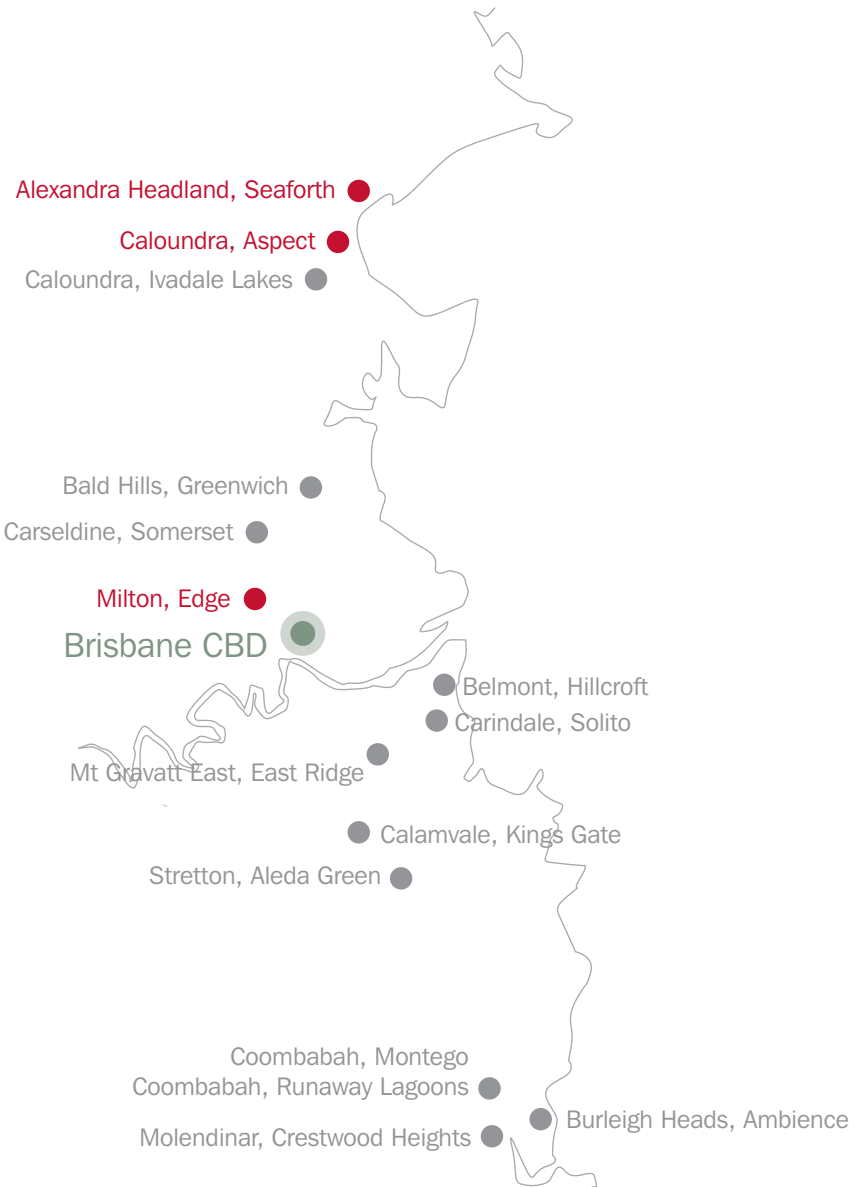 Alexandra Headland, Seaforth
Caloundra, Aspect
Caloundra, Ivadale Lakes
Bald Hills, Greenwich
Carseldine, Somerset
Milton, Edge
Brisbane CBD
Belmont, Hillcroft
Carindale, Solito
Mt Gravatt East, East Ridge
Calamvale, Kings Gate
Stretton, Aleda Green
Coombabah, Montego
Coombabah, Runaway Lagoons
Burleigh Heads, Ambience
Molendinar, Crestwood Heights